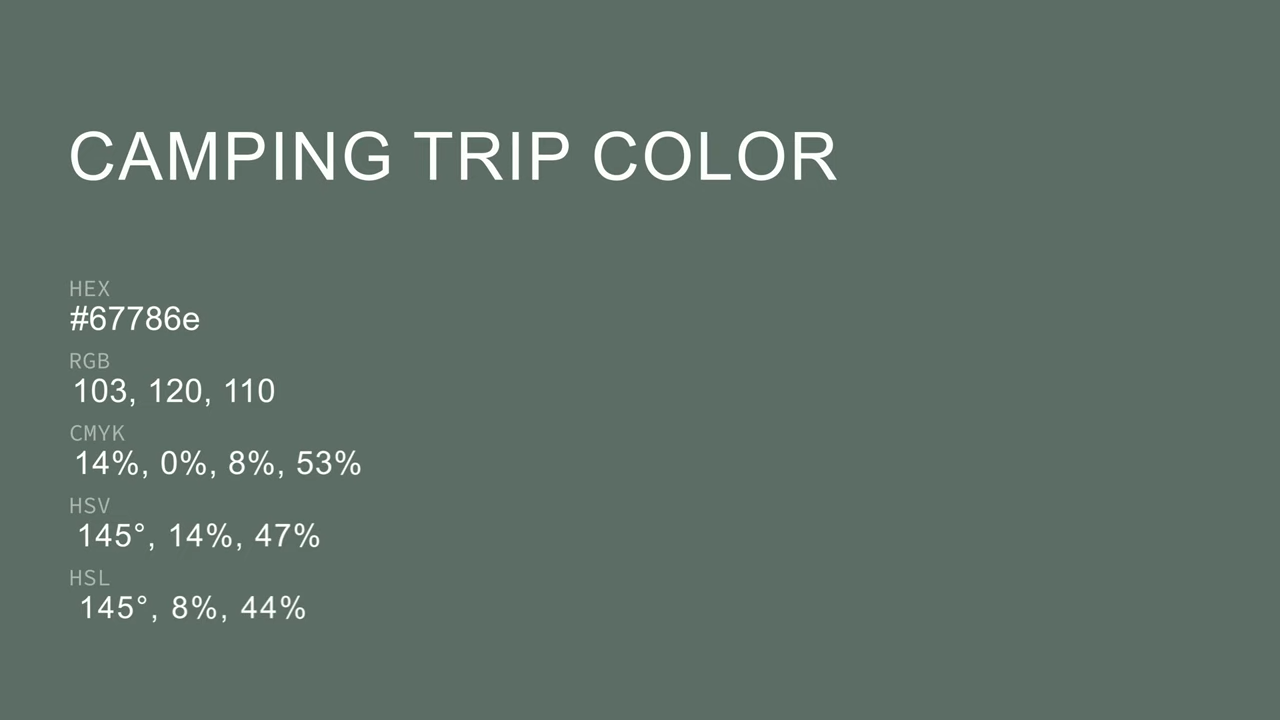 CAMPING TRIP COLOR
HEX
#67786e
RGB
103, 120, 110
CMYK
14%, 0%, 8%, 53%
HSV
145°, 14%, 47%
HSL
145°, 8%, 44%